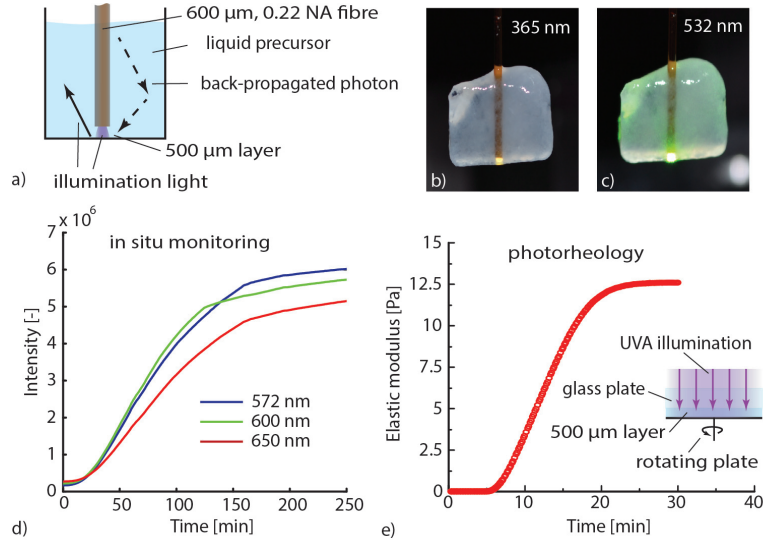 600 µm, 0.22 NA fibre
liquid precursor
back-propagated photon
500 µm layer
illumination light
a)
365 nm
b)
532 nm
c)
7 x 10^6
in situ monitoring
6
5
4
3
2
1
0
Intensity [-]
572 nm
600 nm
650 nm
0 50 100 150 200 250
Time [min]
d)
15
12.5
10
7.5
5
2.5
0
Elastic modulus [Pa]
photorheology
UVA illumination
glass plate
500 µm layer
rotating plate
0 10 20 30 40
Time [min]
e)